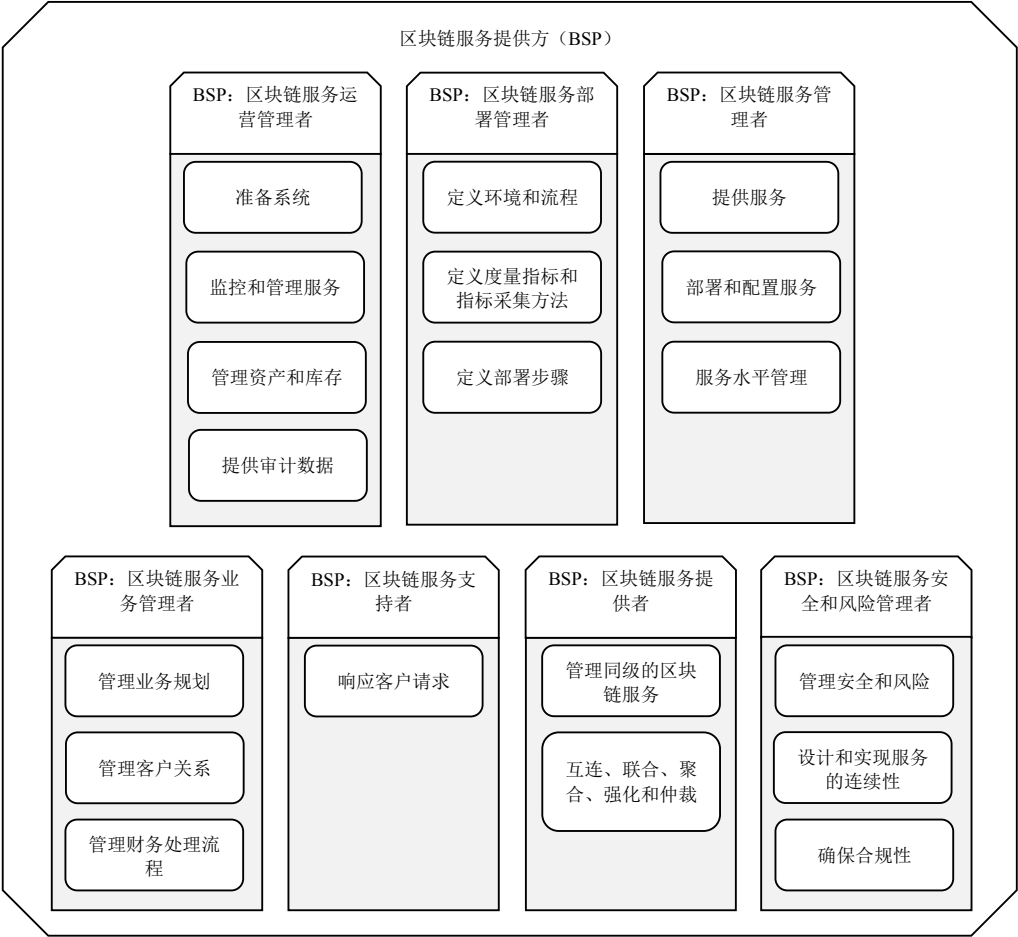 区块链服务提供方（BSP）
BSP：区块链服务运
营管理者
准备系统
监控和管理服务
管理资产和库存
提供审计数据
BSP：区块链服务部
署管理者
定义环境和流程
定义度量指标和
指标采集方法
定义部署步骤
BSP：区块链服务管
理者
提供服务
部署和配置服务
服务水平管理
BSP：区块链服务业
务管理者
管理业务规划
管理客户关系
管理财务处理流
程
BSP：区块链服务支
持者
响应客户请求
BSP：区块链服务提
供者
管理同级的区块
链服务
互连、联合、聚
合、强化和仲裁
BSP：区块链服务安
全和风险管理者
管理安全和风险
设计和实现服务
的连续性
确保合规性